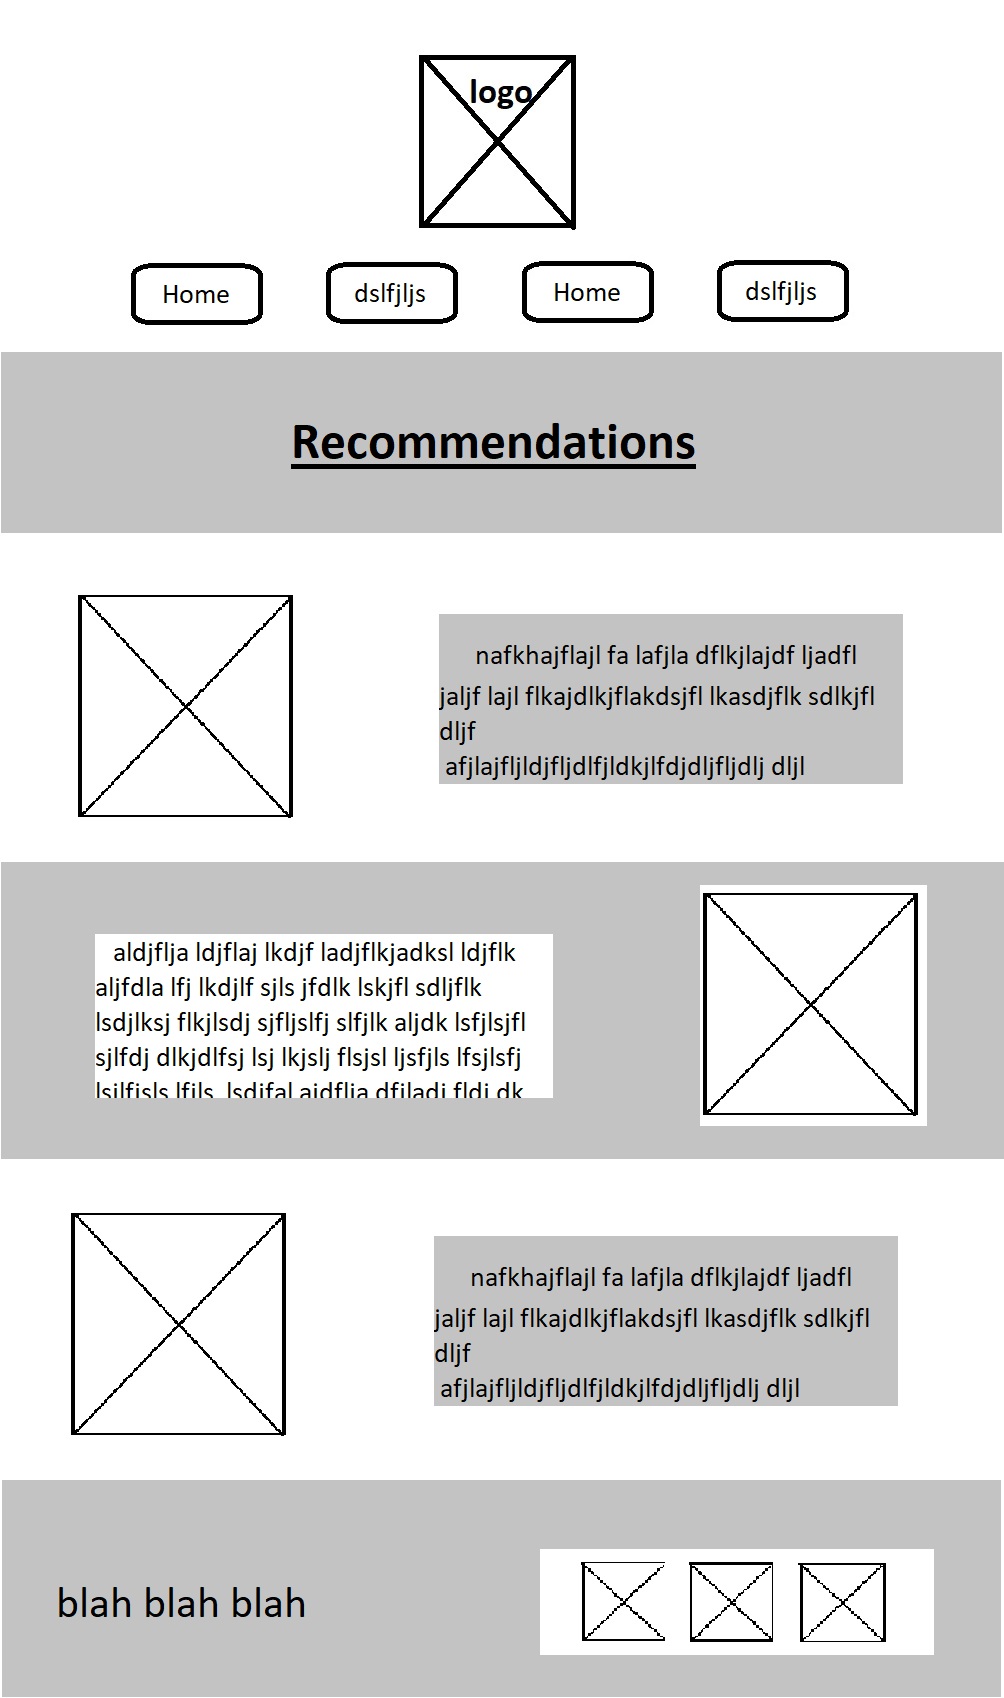 logo
Home
dslfjljs
Home
dslfjljs
Recommendations
nafkhajflajl fa lafjla dflkjlajdf ljadfl
jaljf lajl flkajdlkjflakdsjfl lkasdjflk sdlkjfl
dljf
afjlajfljldjfljdlfjldkjlfdjdljfljdlj dljl
aldjflja ldjflaj lkdjf ladjflkjadksl ldjflk
aljfdla lfj lkdjlf sjls jfdlk lskjfl sdljflk
lsdjlksj flkjlsdj sjfljslfj slfjlk aljdk lsfjlsjfl
sjlfdj dlkjdlfsj lsj lkjslj flsjsl ljsfjls lfsjlsfj
nafkhajflajl fa lafjla dflkjlajdf ljadfl
jaljf lajl flkajdlkjflakdsjfl lkasdjflk sdlkjfl
dljf
afjlajfljldjfljdlfjldkjlfdjdljfljdlj dljl
blah blah blah